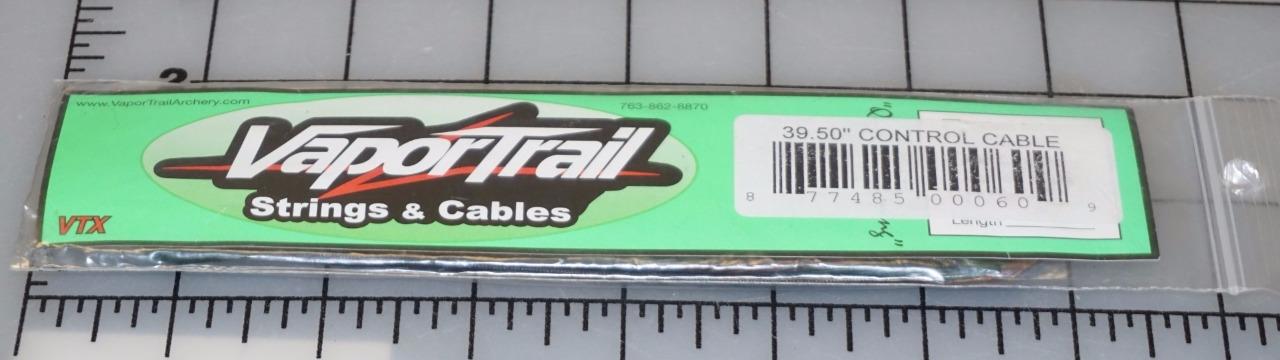 2
www.VaporTrailArchery.com
763-862-8870
VaporTrail
Strings & Cables
VTX
39.50" CONTROL CABLE
8 77485 00060 9
Length